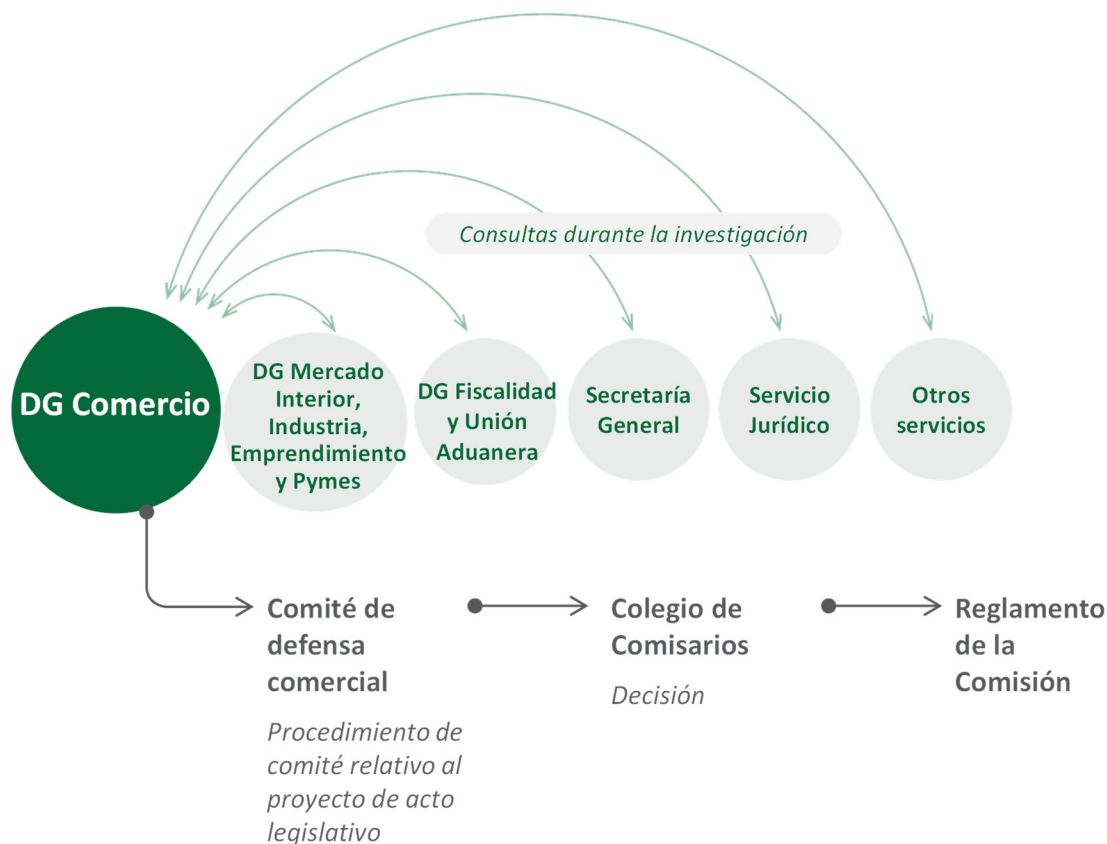 Consultas durante la investigación
DG Comercio
DG Mercado
Interior,
Industria,
Emprendimiento
y Pymes
DG Fiscalidad
y Unión
Aduanera
Secretaría
General
Servicio
Jurídico
Otros
servicios
Comité de
defensa
comercial
Procedimiento de
comité relativo al
proyecto de acto
legislativo
Colegio de
Comisarios
Decisión
Reglamento
de la
Comisión